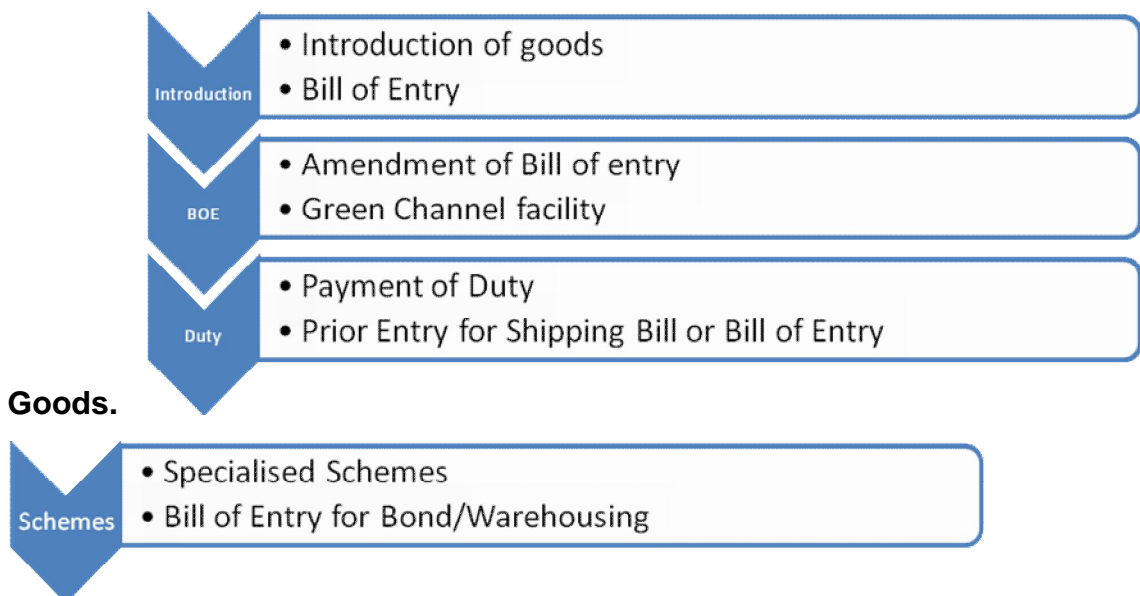 Introduction
• Introduction of goods
• Bill of Entry
BOE
• Amendment of Bill of entry
• Green Channel facility
Duty
• Payment of Duty
• Prior Entry for Shipping Bill or Bill of Entry
Goods.
Schemes
• Specialised Schemes
• Bill of Entry for Bond/Warehousing